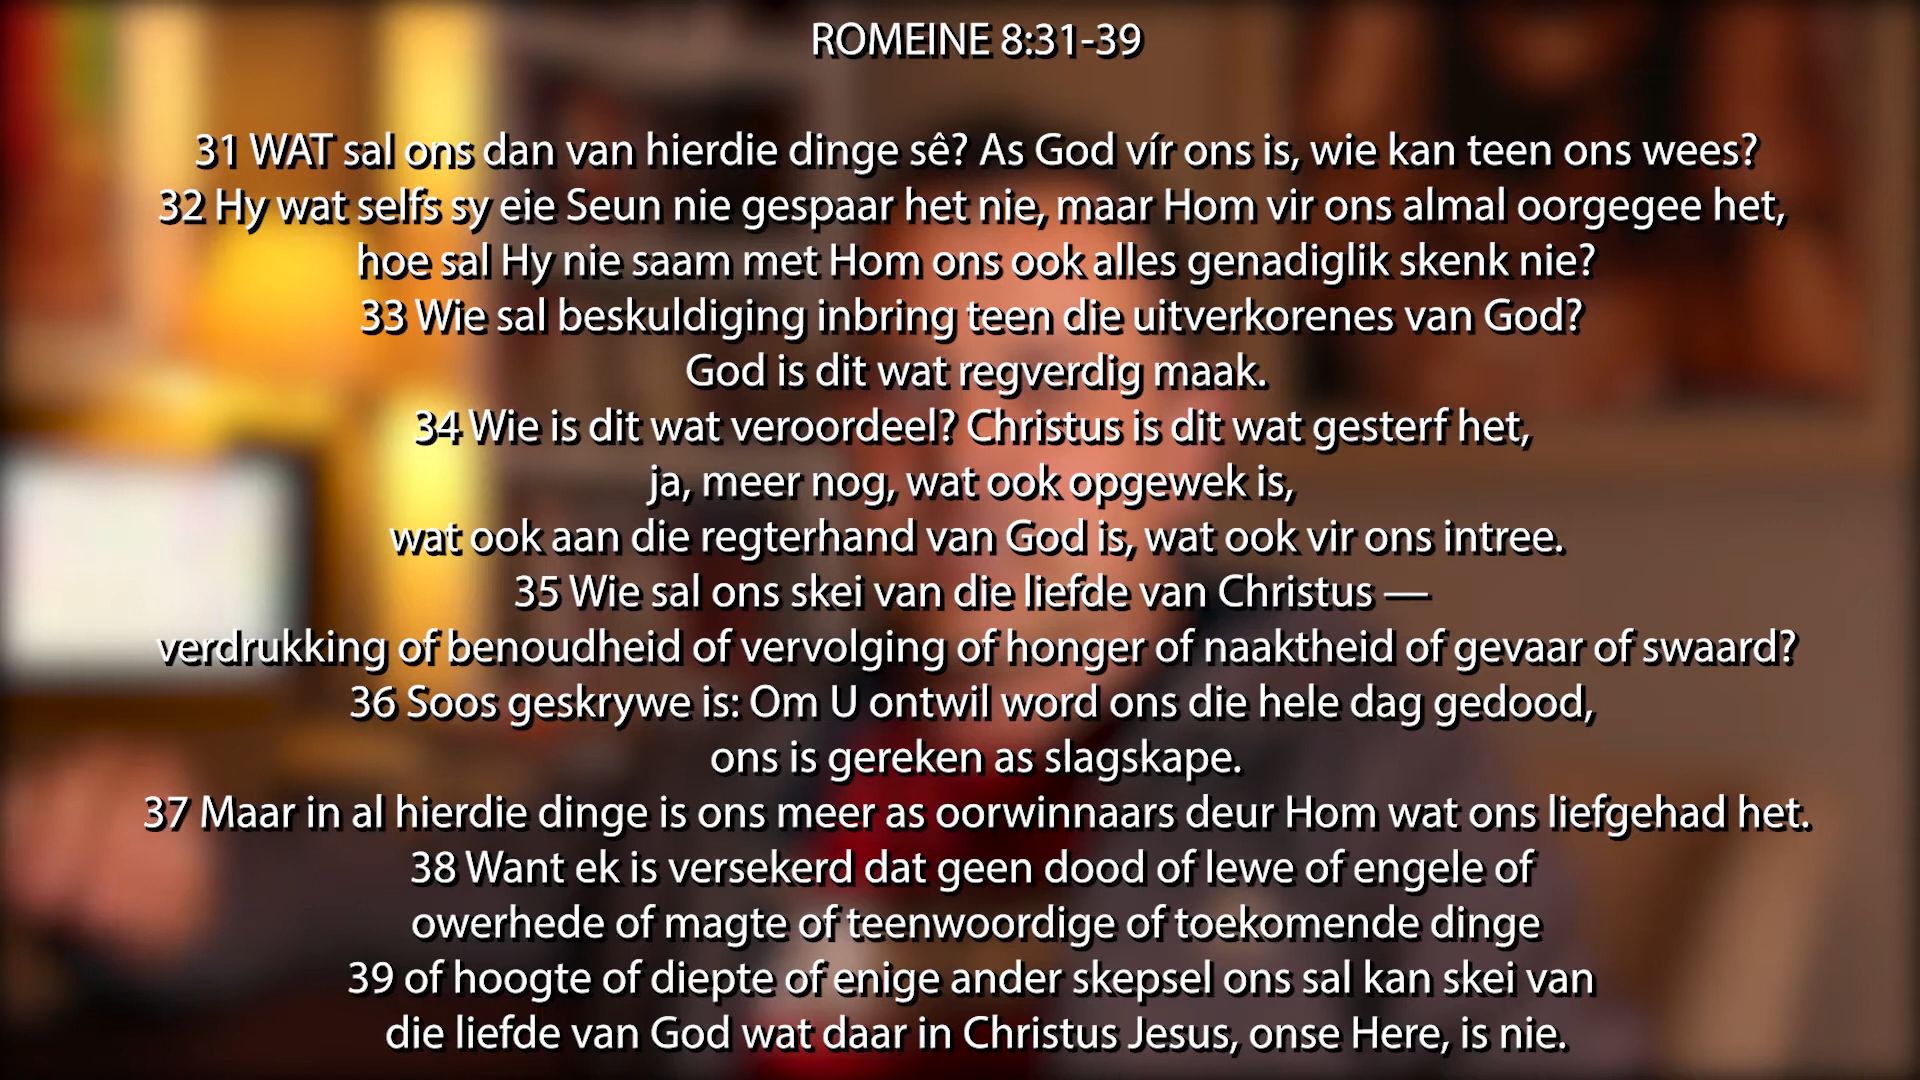 ROMEINE 8:31-39
31 WAT sal ons dan van hierdie dinge sê? As God vír ons is, wie kan teen ons wees?
32 Hy wat selfs sy eie Seun nie gespaar het nie, maar Hom vir ons almal oorgegee het,
hoe sal Hy nie saam met Hom ons ook alles genadiglik skenk nie?
33 Wie sal beskuldiging inbring teen die uitverkorenes van God?
God is dit wat regverdig maak.
34 Wie is dit wat veroordeel? Christus is dit wat gesterf het,
ja, meer nog, wat ook opgewek is,
wat ook aan die regterhand van God is, wat ook vir ons intree.
35 Wie sal ons skei van die liefde van Christus —
verdrukking of benoudheid of vervolging of honger of naaktheid of gevaar of swaard?
36 Soos geskrywe is: Om U ontwil word ons die hele dag gedood,
ons is gereken as slagskape.
37 Maar in al hierdie dinge is ons meer as oorwinnaars deur Hom wat ons liefgehad het.
38 Want ek is versekerd dat geen dood of lewe of engele of
owerhede of magte of teenwoordige of toekomende dinge
39 of hoogte of diepte of enige ander skepsel ons sal kan skei van
die liefde van God wat daar in Christus Jesus, onse Here, is nie.